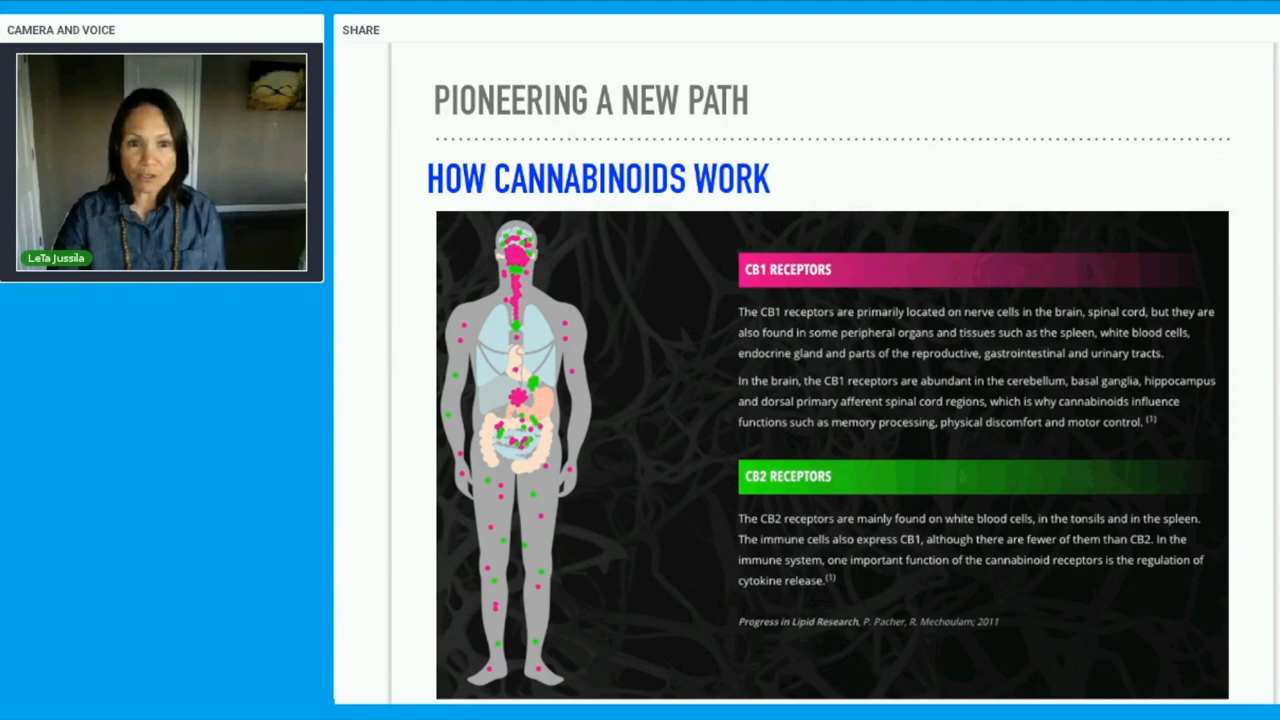 CAMERA AND VOICE
SHARE
LeTa Jussila
PIONEERING A NEW PATH
HOW CANNABINOIDS WORK
CB1 RECEPTORS
The CB1 receptors are primarily located on nerve cells in the brain, spinal cord, but they are
also found in some peripheral organs and tissues such as the spleen, white blood cells,
endocrine gland and parts of the reproductive, gastrointestinal and urinary tracts.
In the brain, the CB1 receptors are abundant in the cerebellum, basal ganglia, hippocampus
and dorsal primary afferent spinal cord regions, which is why cannabinoids influence
functions such as memory processing, physical discomfort and motor control. (1)
CB2 RECEPTORS
The CB2 receptors are mainly found on white blood cells, in the tonsils and in the spleen.
The immune cells also express CB1, although there are fewer of them than CB2. In the
immune system, one important function of the cannabinoid receptors is the regulation of
cytokine release.(1)
Progress in Lipid Research, P. Pacher, R. Mechoulam; 2011